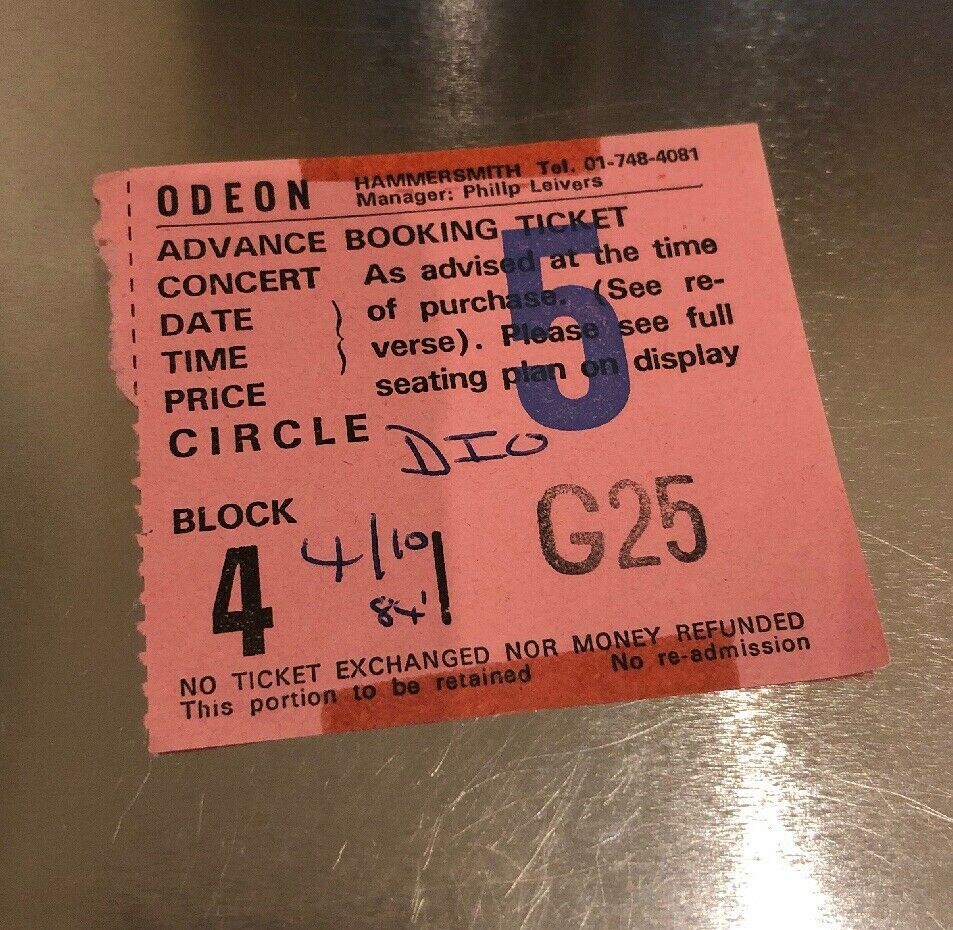 ODEON HAMMERSMITH Tel. 01-748-4081
Manager: Philip Leivers
ADVANCE BOOKING TICKET
CONCERT As advised at the time
DATE of purchase. (See re-
TIME verse). Please see full
PRICE seating plan on display
5
CIRCLE DIO
BLOCK G25
4 4/10
84'
NO TICKET EXCHANGED NOR MONEY REFUNDED
This portion to be retained No re-admission